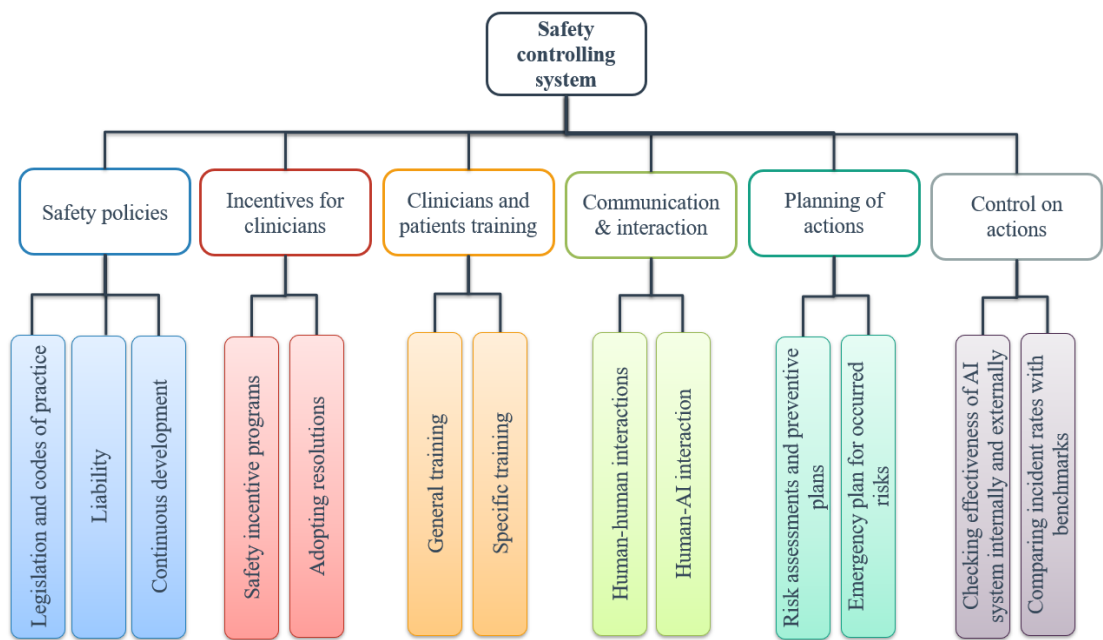 Safety
controlling
system
Safety policies
Incentives for
clinicians
Clinicians and
patients training
Communication
& interaction
Planning of
actions
Control on
actions
Legislation and codes of practice
Liability
Continuous development
Safety incentive programs
Adopting resolutions
General training
Specific training
Human-human interactions
Human-AI interaction
Risk assessments and preventive
plans
Emergency plan for occurred
risks
Checking effectiveness of AI
system internally and externally
Comparing incident rates with
benchmarks